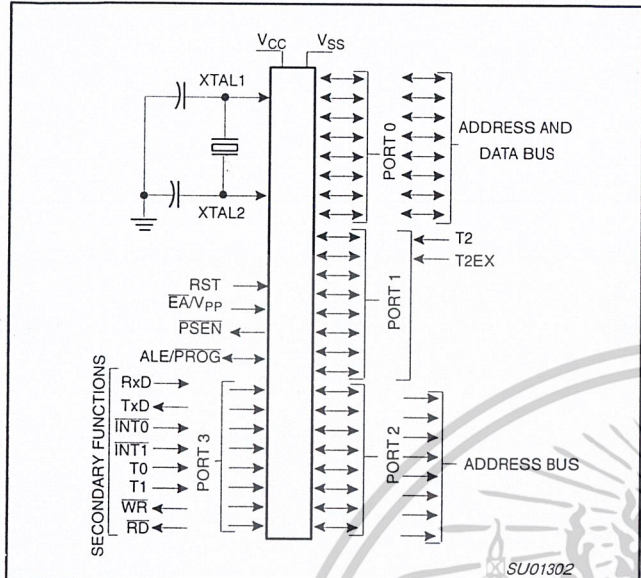 VCC VSS
XTAL1
XTAL2
PORT 0
ADDRESS AND
DATA BUS
T2
T2EX
PORT 1
RST
EA/VPP
PSEN
ALE/PROG
SECONDARY FUNCTIONS
RxD
TxD
INT0
INT1
T0
T1
WR
RD
PORT 3
PORT 2
ADDRESS BUS
SU01302